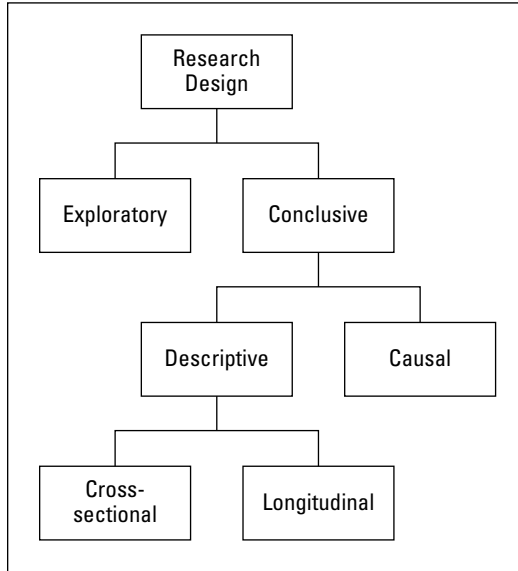 Research
Design
Exploratory
Conclusive
Descriptive
Causal
Cross-
sectional
Longitudinal